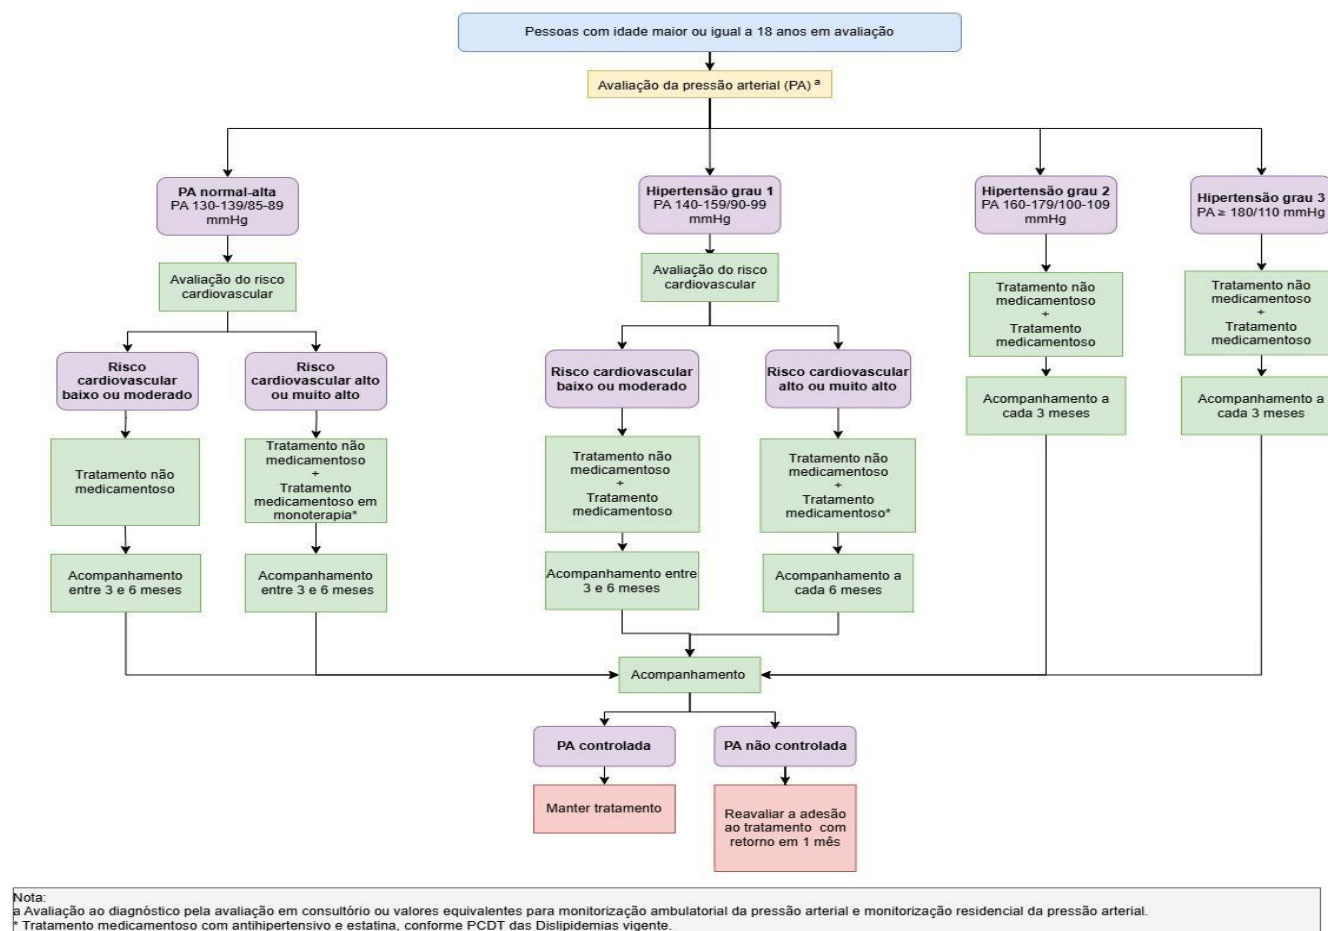 Pessoas com idade maior ou igual a 18 anos em avaliação
Avaliação da pressão arterial (PA) a
PA normal-alta
PA 130-139/85-89
mmHg
Avaliação do risco
cardiovascular
Risco
cardiovascular
baixo ou moderado
Tratamento não
medicamentoso
Acompanhamento
entre 3 e 6 meses
Risco
cardiovascular alto
ou muito alto
Tratamento não
medicamentoso
+
Tratamento
medicamentoso em
monoterapia*
Acompanhamento
entre 3 e 6 meses
Hipertensão grau 1
PA 140-159/90-99
mmHg
Avaliação do risco
cardiovascular
Risco cardiovascular
baixo ou moderado
Tratamento não
medicamentoso
+
Tratamento
medicamentoso
Acompanhamento entre
3 e 6 meses
Risco cardiovascular
alto ou muito alto
Tratamento não
medicamentoso
+
Tratamento
medicamentoso*
Acompanhamento a
cada 6 meses
Hipertensão grau 2
PA 160-179/100-109
mmHg
Tratamento não
medicamentoso
+
Tratamento
medicamentoso
Acompanhamento a
cada 3 meses
Hipertensão grau 3
PA ≥ 180/110 mmHg
Tratamento não
medicamentoso
+
Tratamento
medicamentoso
Acompanhamento a
cada 3 meses
Acompanhamento
PA controlada
Manter tratamento
PA não controlada
Reavaliar a adesão
ao tratamento com
retorno em 1 mês
Nota:
a Avaliação ao diagnóstico pela avaliação em consultório ou valores equivalentes para monitorização ambulatorial da pressão arterial e monitorização residencial da pressão arterial.
* Tratamento medicamentoso com antihipertensivo e estatina, conforme PCDT das Dislipidemias vigente.